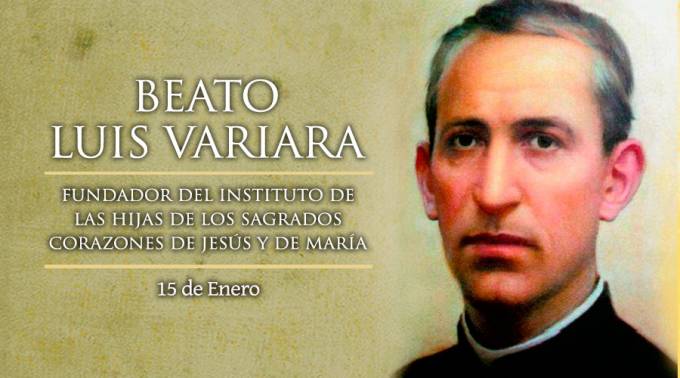 BEATO
LUIS VARIARA
FUNDADOR DEL INSTITUTO DE
LAS HIJAS DE LOS SAGRADOS
CORAZONES DE JESÚS Y DE MARÍA
15 de Enero